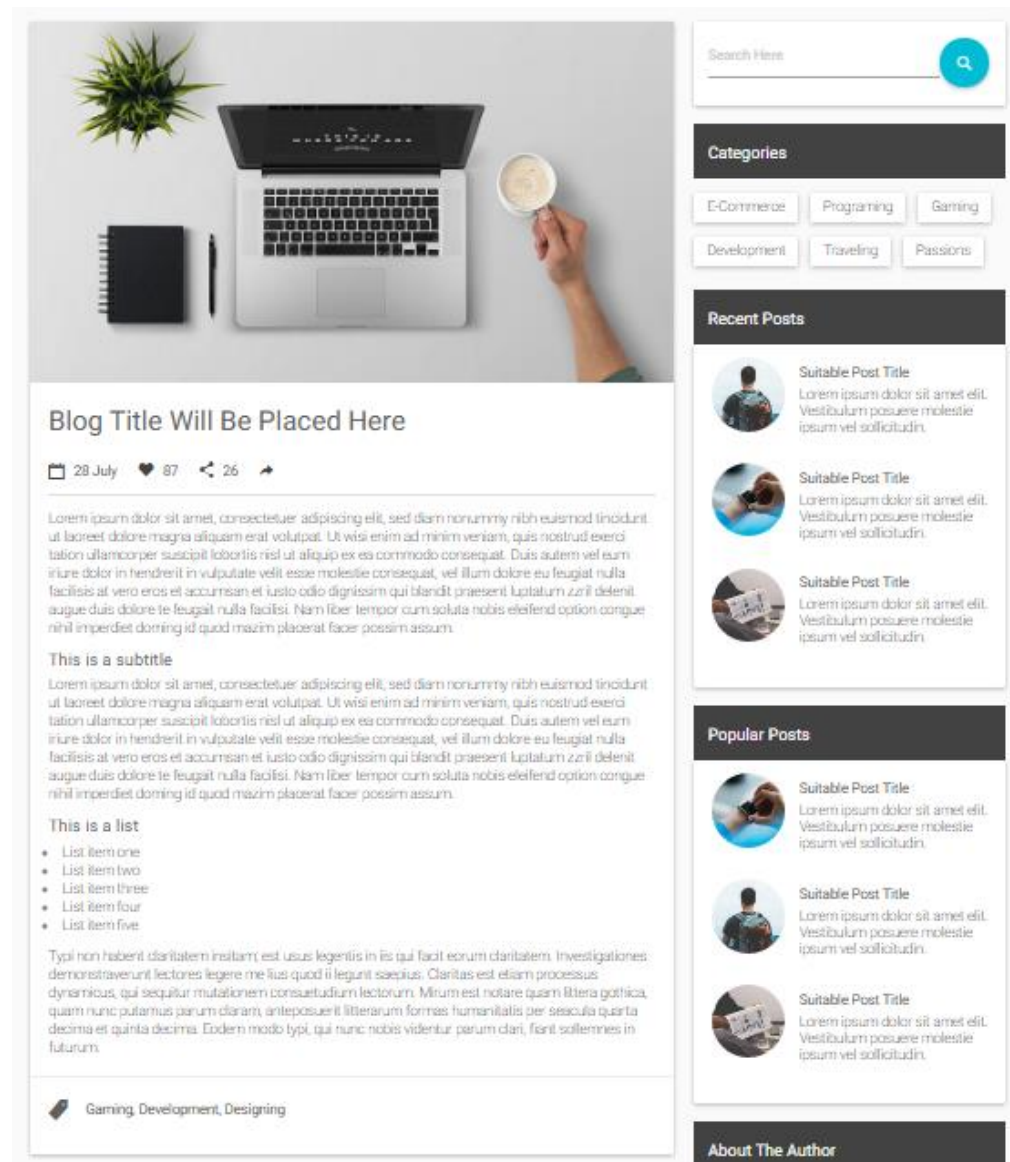 Blog Title Will Be Placed Here
28 July 87 26
Lorem ipsum dolor sit amet, consectetuer adipiscing elit, sed diam nonummy nibh euismod tincidunt
ut laoreet dolore magna aliquam erat volutpat. Ut wisi enim ad minim veniam, quis nostrud exerci
tation ullamcorper suscipit lobortis nisl ut aliquip ex ea commodo consequat. Duis autem vel eum
iriure dolor in hendrerit in vulputate velit esse molestie consequat, vel illum dolore eu feugiat nulla
facilisis at vero eros et accumsan et iusto odio dignissim qui blandit praesent luptatum zzril delenit
augue duis dolore te feugait nulla facilisi. Nam liber tempor cum soluta nobis eleifend option congue
nihil imperdiet doming id quod mazim placerat facer possim assum.
This is a subtitle
Lorem ipsum dolor sit amet, consectetuer adipiscing elit, sed diam nonummy nibh euismod tincidunt
ut laoreet dolore magna aliquam erat volutpat. Ut wisi enim ad minim veniam, quis nostrud exerci
tation ullamcorper suscipit lobortis nisl ut aliquip ex ea commodo consequat. Duis autem vel eum
iriure dolor in hendrerit in vulputate velit esse molestie consequat, vel illum dolore eu feugiat nulla
facilisis at vero eros et accumsan et iusto odio dignissim qui blandit praesent luptatum zzril delenit
augue duis dolore te feugait nulla facilisi. Nam liber tempor cum soluta nobis eleifend option congue
nihil imperdiet doming id quod mazim placerat facer possim assum.
This is a list
List item one
List item two
List item three
List item four
List item five
Typi non habent claritatem insitam; est usus legentis in iis qui facit eorum claritatem. Investigationes
demonstraverunt lectores legere me lius quod ii legunt saepius. Claritas est etiam processus
dynamicus, qui sequitur mutationem consuetudium lectorum. Mirum est notare quam littera gothica,
quam nunc putamus parum claram, anteposuerit litterarum formas humanitatis per seacula quarta
decima et quinta decima. Eodem modo typi, qui nunc nobis videntur parum clari, fiant sollemnes in
futurum.
Gaming, Development, Designing
Search Here
Categories
E-Commerce Programing Gaming
Development Traveling Passions
Recent Posts
Suitable Post Title
Lorem ipsum dolor sit amet elit.
Vestibulum posuere molestie
ipsum vel sollicitudin.
Suitable Post Title
Lorem ipsum dolor sit amet elit.
Vestibulum posuere molestie
ipsum vel sollicitudin.
Suitable Post Title
Lorem ipsum dolor sit amet elit.
Vestibulum posuere molestie
ipsum vel sollicitudin.
Popular Posts
Suitable Post Title
Lorem ipsum dolor sit amet elit.
Vestibulum posuere molestie
ipsum vel sollicitudin.
Suitable Post Title
Lorem ipsum dolor sit amet elit.
Vestibulum posuere molestie
ipsum vel sollicitudin.
Suitable Post Title
Lorem ipsum dolor sit amet elit.
Vestibulum posuere molestie
ipsum vel sollicitudin.
About The Author